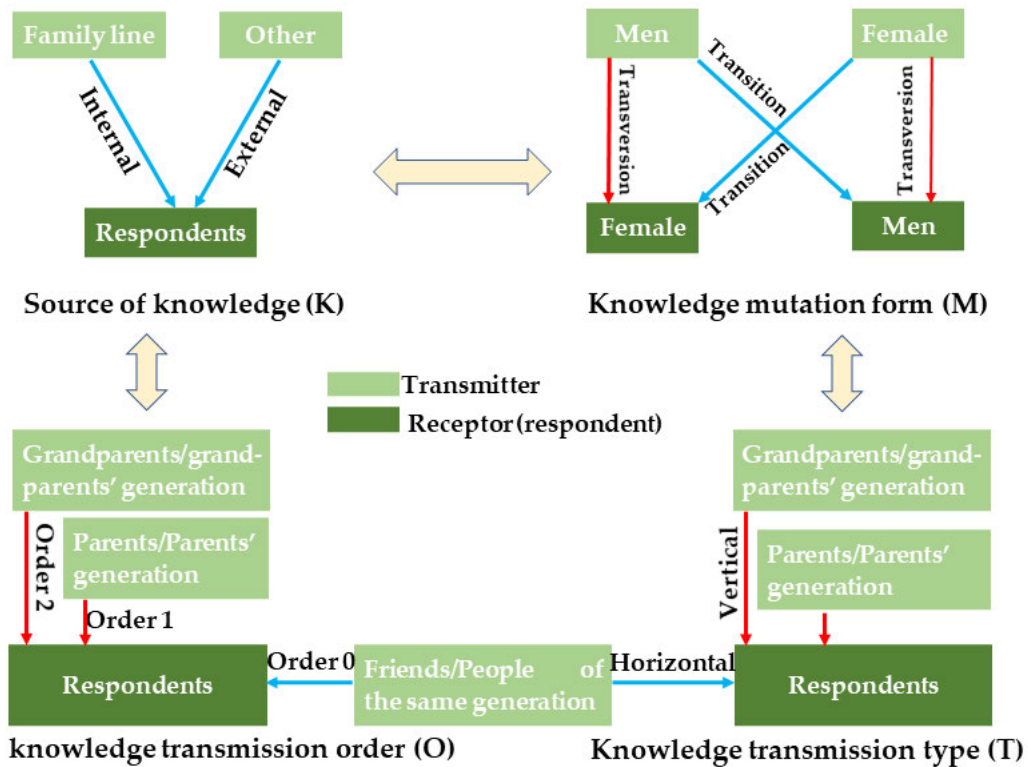 Family line
Other
Internal
External
Respondents
Source of knowledge (K)
Men
Female
Transversion
Transition
Transition
Transversion
Female
Men
Knowledge mutation form (M)
Transmitter
Receptor (respondent)
Grandparents/grand-
parents’ generation
Order 2
Parents/Parents’
generation
Order 1
Respondents
Order 0
Friends/People of
the same generation
knowledge transmission order (O)
Grandparents/grand-
parents’ generation
Vertical
Parents/Parents’
generation
Horizontal
Respondents
Knowledge transmission type (T)